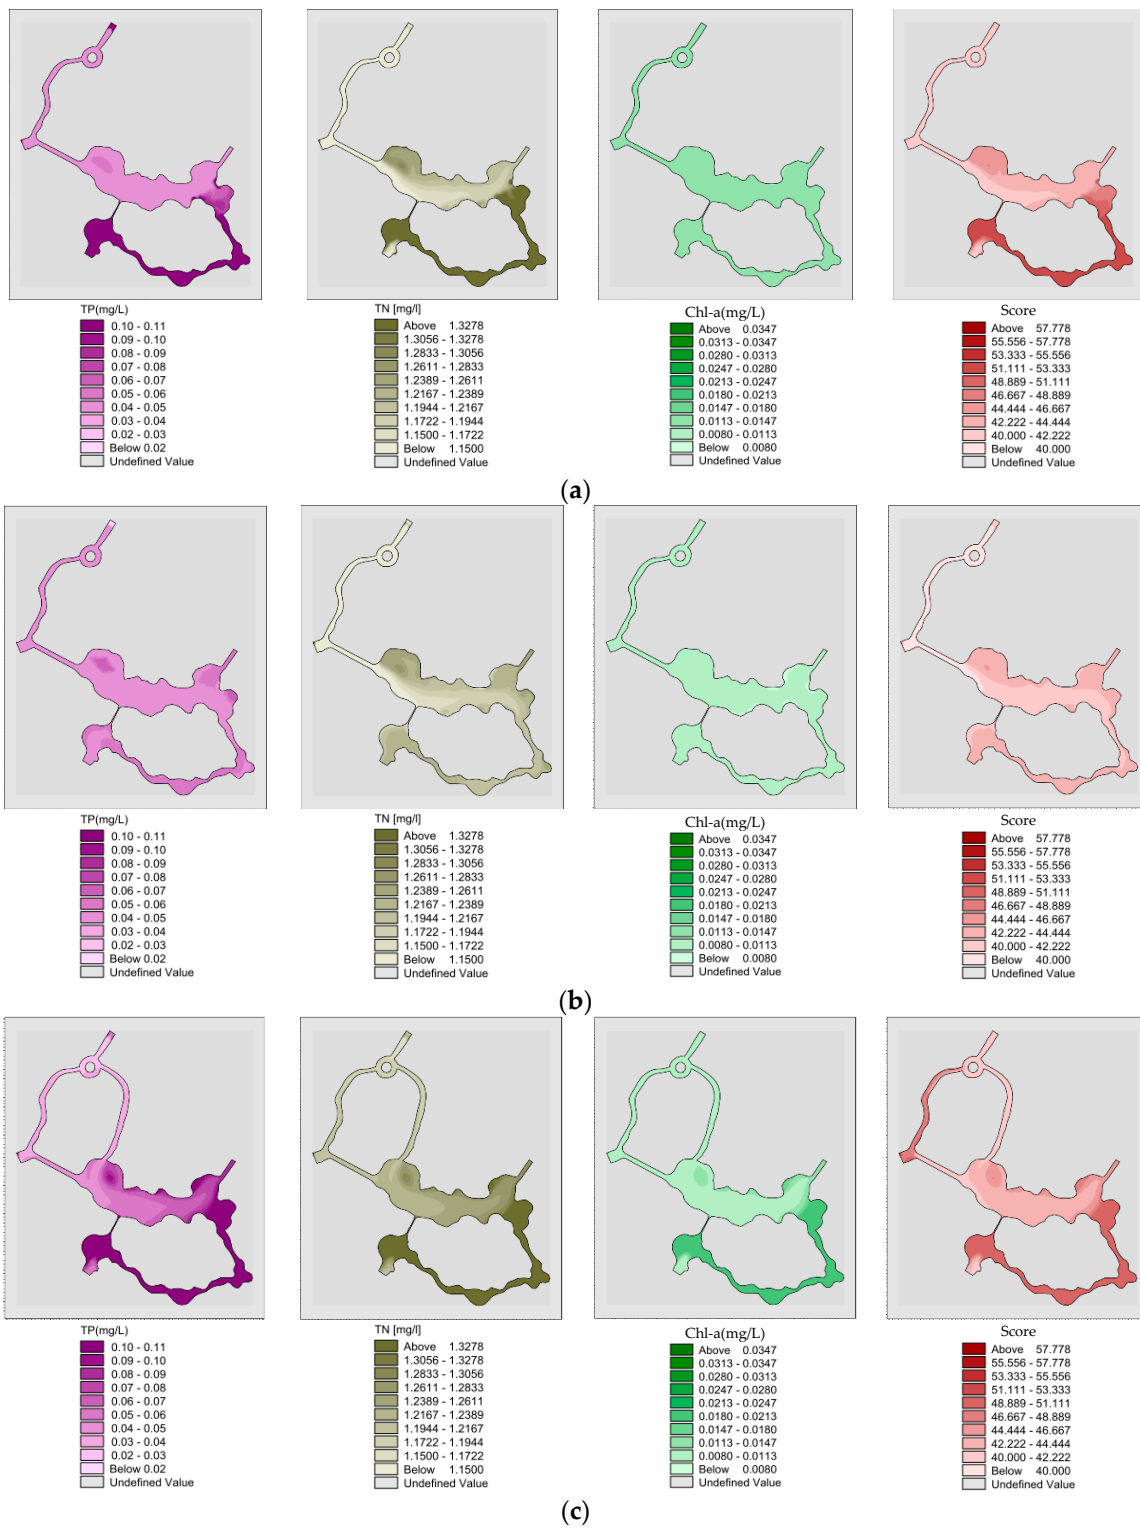 TP(mg/L)
0.10 - 0.11
0.09 - 0.10
0.08 - 0.09
0.07 - 0.08
0.06 - 0.07
0.05 - 0.06
0.04 - 0.05
0.03 - 0.04
0.02 - 0.03
Below 0.02
Undefined Value
TN [mg/l]
Above 1.3278
1.3056 - 1.3278
1.2833 - 1.3056
1.2611 - 1.2833
1.2389 - 1.2611
1.2167 - 1.2389
1.1944 - 1.2167
1.1722 - 1.1944
1.1500 - 1.1722
Below 1.1500
Undefined Value
Chl-a(mg/L)
Above 0.0347
0.0313 - 0.0347
0.0280 - 0.0313
0.0247 - 0.0280
0.0213 - 0.0247
0.0180 - 0.0213
0.0147 - 0.0180
0.0113 - 0.0147
0.0080 - 0.0113
Below 0.0080
Undefined Value
Score
Above 57.778
55.556 - 57.778
53.333 - 55.556
51.111 - 53.333
48.889 - 51.111
46.667 - 48.889
44.444 - 46.667
42.222 - 44.444
40.000 - 42.222
Below 40.000
Undefined Value
(a)
TP(mg/L)
0.10 - 0.11
0.09 - 0.10
0.08 - 0.09
0.07 - 0.08
0.06 - 0.07
0.05 - 0.06
0.04 - 0.05
0.03 - 0.04
0.02 - 0.03
Below 0.02
Undefined Value
TN [mg/l]
Above 1.3278
1.3056 - 1.3278
1.2833 - 1.3056
1.2611 - 1.2833
1.2389 - 1.2611
1.2167 - 1.2389
1.1944 - 1.2167
1.1722 - 1.1944
1.1500 - 1.1722
Below 1.1500
Undefined Value
Chl-a(mg/L)
Above 0.0347
0.0313 - 0.0347
0.0280 - 0.0313
0.0247 - 0.0280
0.0213 - 0.0247
0.0180 - 0.0213
0.0147 - 0.0180
0.0113 - 0.0147
0.0080 - 0.0113
Below 0.0080
Undefined Value
Score
Above 57.778
55.556 - 57.778
53.333 - 55.556
51.111 - 53.333
48.889 - 51.111
46.667 - 48.889
44.444 - 46.667
42.222 - 44.444
40.000 - 42.222
Below 40.000
Undefined Value
(b)
TP(mg/L)
0.10 - 0.11
0.09 - 0.10
0.08 - 0.09
0.07 - 0.08
0.06 - 0.07
0.05 - 0.06
0.04 - 0.05
0.03 - 0.04
0.02 - 0.03
Below 0.02
Undefined Value
TN [mg/l]
Above 1.3278
1.3056 - 1.3278
1.2833 - 1.3056
1.2611 - 1.2833
1.2389 - 1.2611
1.2167 - 1.2389
1.1944 - 1.2167
1.1722 - 1.1944
1.1500 - 1.1722
Below 1.1500
Undefined Value
Chl-a(mg/L)
Above 0.0347
0.0313 - 0.0347
0.0280 - 0.0313
0.0247 - 0.0280
0.0213 - 0.0247
0.0180 - 0.0213
0.0147 - 0.0180
0.0113 - 0.0147
0.0080 - 0.0113
Below 0.0080
Undefined Value
Score
Above 57.778
55.556 - 57.778
53.333 - 55.556
51.111 - 53.333
48.889 - 51.111
46.667 - 48.889
44.444 - 46.667
42.222 - 44.444
40.000 - 42.222
Below 40.000
Undefined Value
(c)